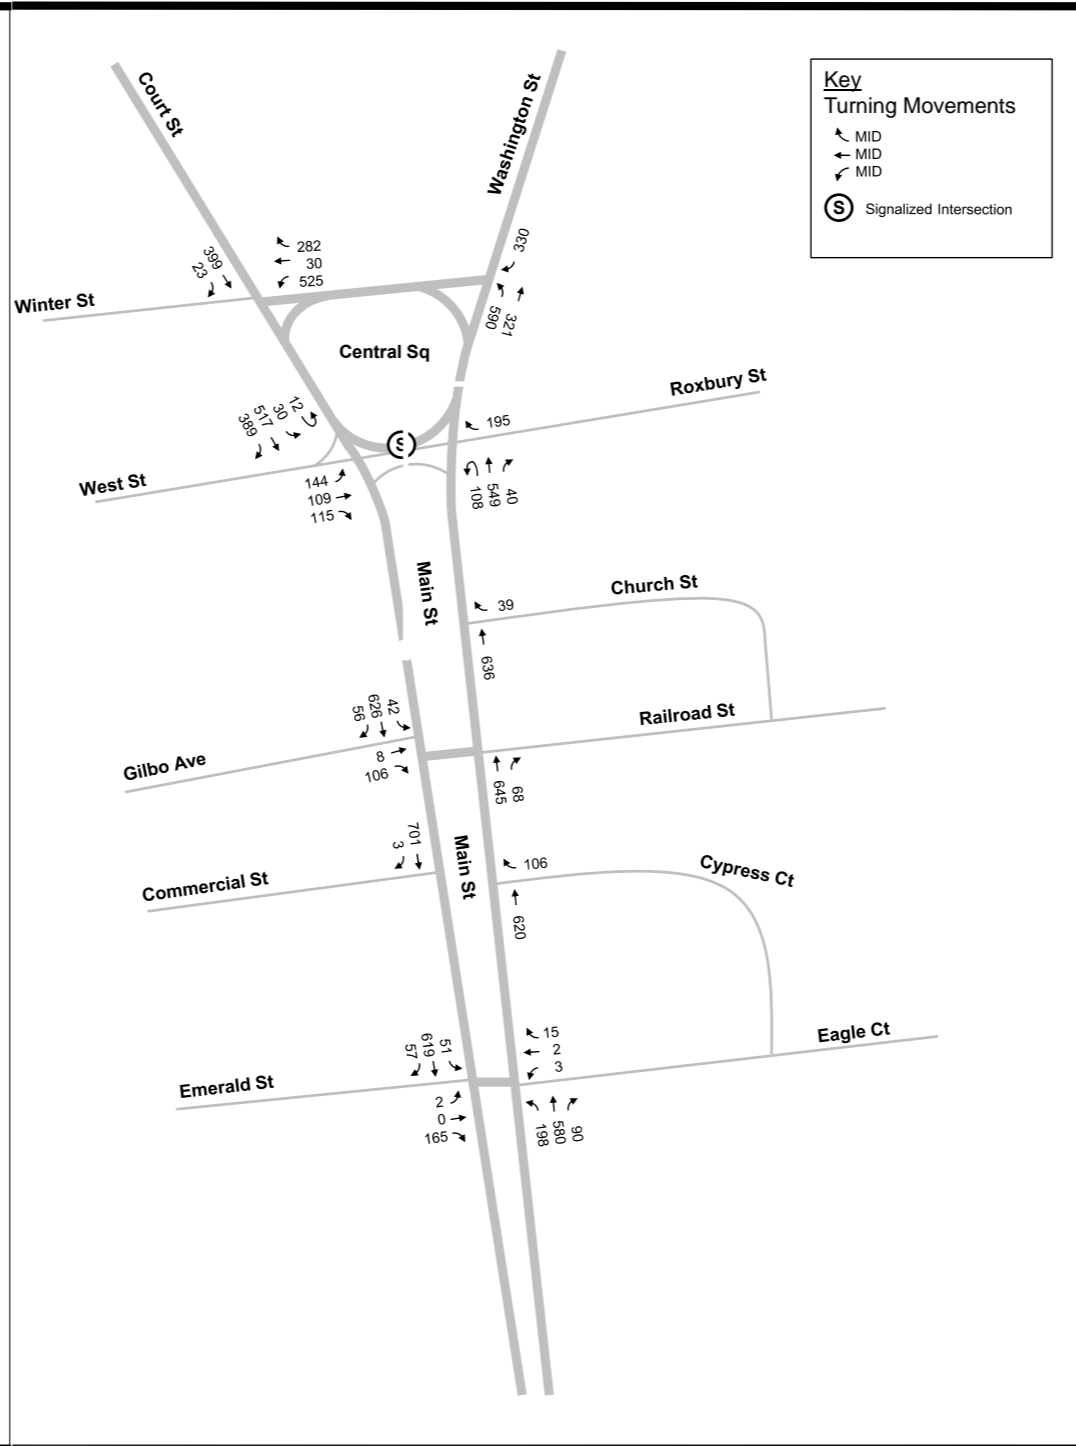 Key
Turning Movements
MID
MID
MID
S Signalized Intersection
Court St
Washington St
399
23
282
30
525
330
Winter St
590
321
Central Sq
Roxbury St
389
517
30
12
S
195
West St
144
109
115
108
549
40
Main St
Church St
39
636
56
626
42
Railroad St
Gilbo Ave
8
106
645
68
701
3
Main St
106
Cypress Ct
Commercial St
620
57
619
51
15
2
3
Eagle Ct
Emerald St
2
0
165
198
580
90